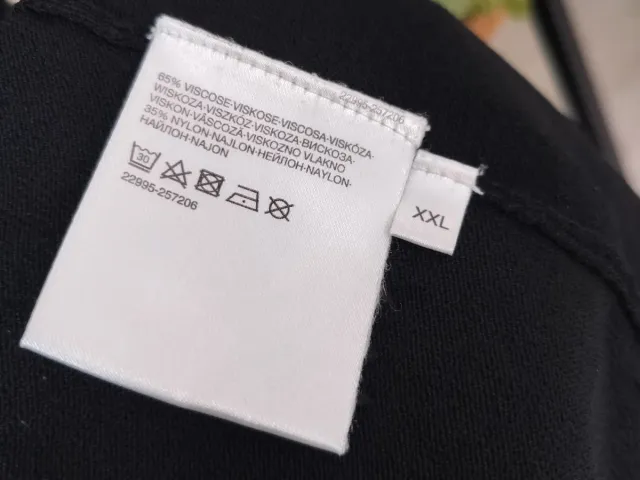 22995-257206
65% VISCOSE·VISKOSE·VISCOSA·VISKÓZA·
WISKOZA·VISZKÓZ·VISKOZA·ВИСКОЗА·
VISKON·VÂSCOZĂ·VISKOZNO VLAKNO
35% NYLON·NAJLON·НЕЙЛОН·NAYLON·
НАЙЛОН·NAJON
30
22995-257206
XXL